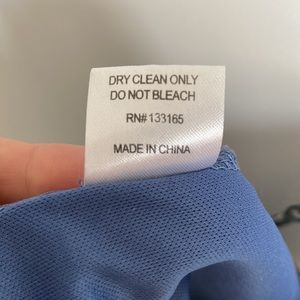 DRY CLEAN ONLY
DO NOT BLEACH
RN# 133165
MADE IN CHINA